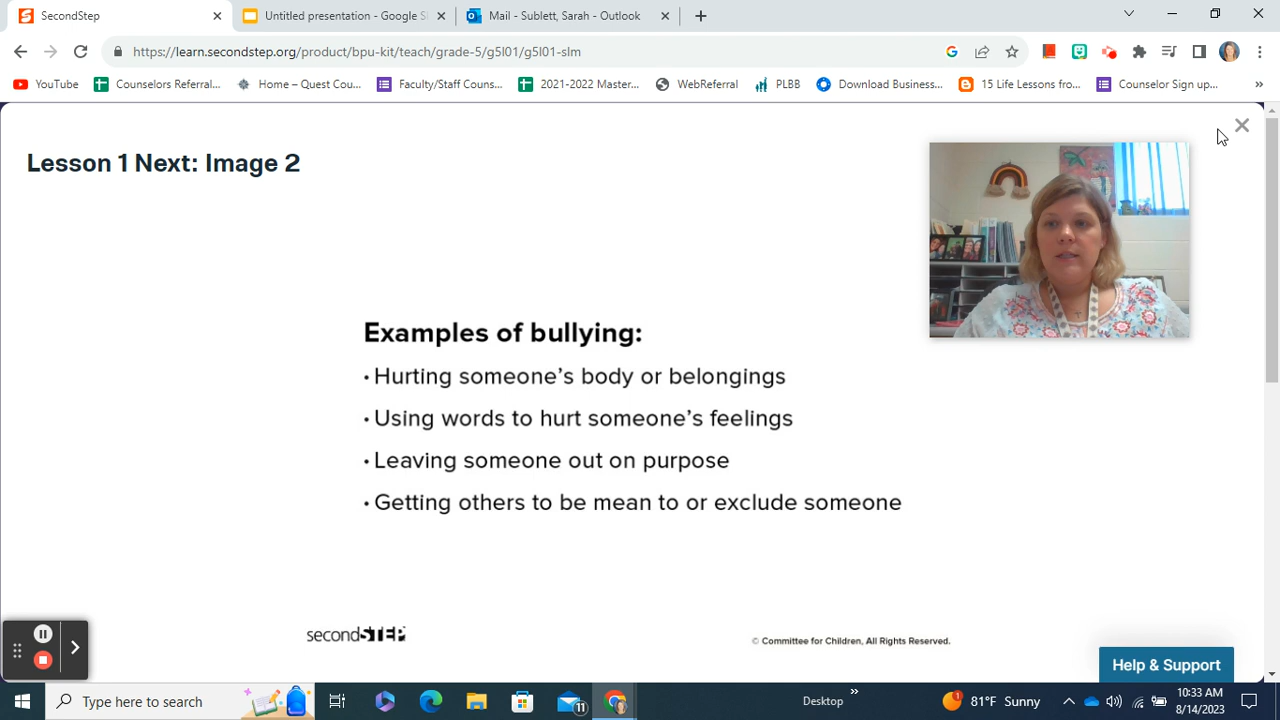 SecondStep
Untitled presentation - Google S
Mail - Sublett, Sarah - Outlook
https://learn.secondstep.org/product/bpu-kit/teach/grade-5/g5l01/g5l01-slm
YouTube
Counselors Referral...
Home – Quest Cou...
Faculty/Staff Couns...
2021-2022 Master...
WebReferral
PLBB
Download Business...
15 Life Lessons fro...
Counselor Sign up...
»
Lesson 1 Next: Image 2
Examples of bullying:
• Hurting someone's body or belongings
• Using words to hurt someone's feelings
• Leaving someone out on purpose
• Getting others to be mean to or exclude someone
secondSTEP
© Committee for Children, All Rights Reserved.
Help & Support
Type here to search
11
Desktop
»
1
81°F Sunny
10:33 AM
8/14/2023